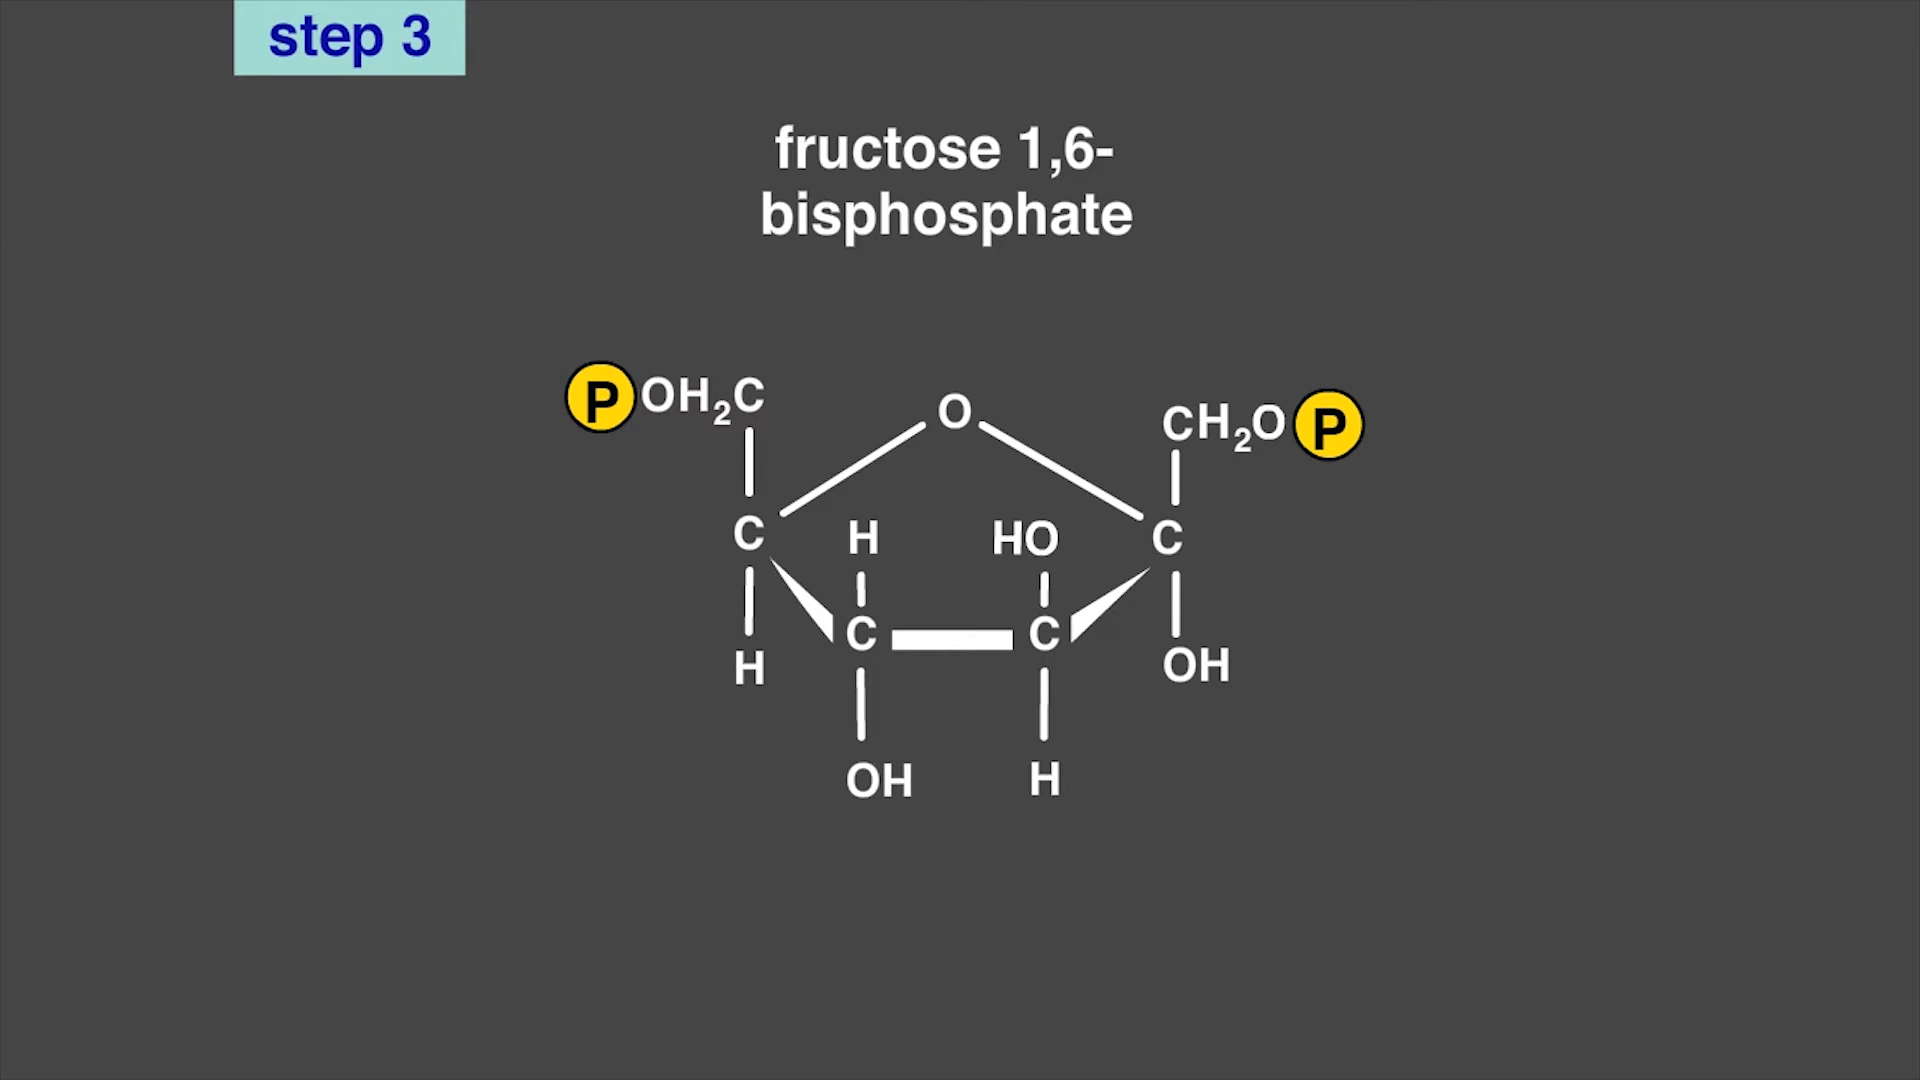 step 3
fructose 1,6-
bisphosphate
P OH₂C
O
CH₂O P
C
H
HO
C
C
C
H
OH
OH
H